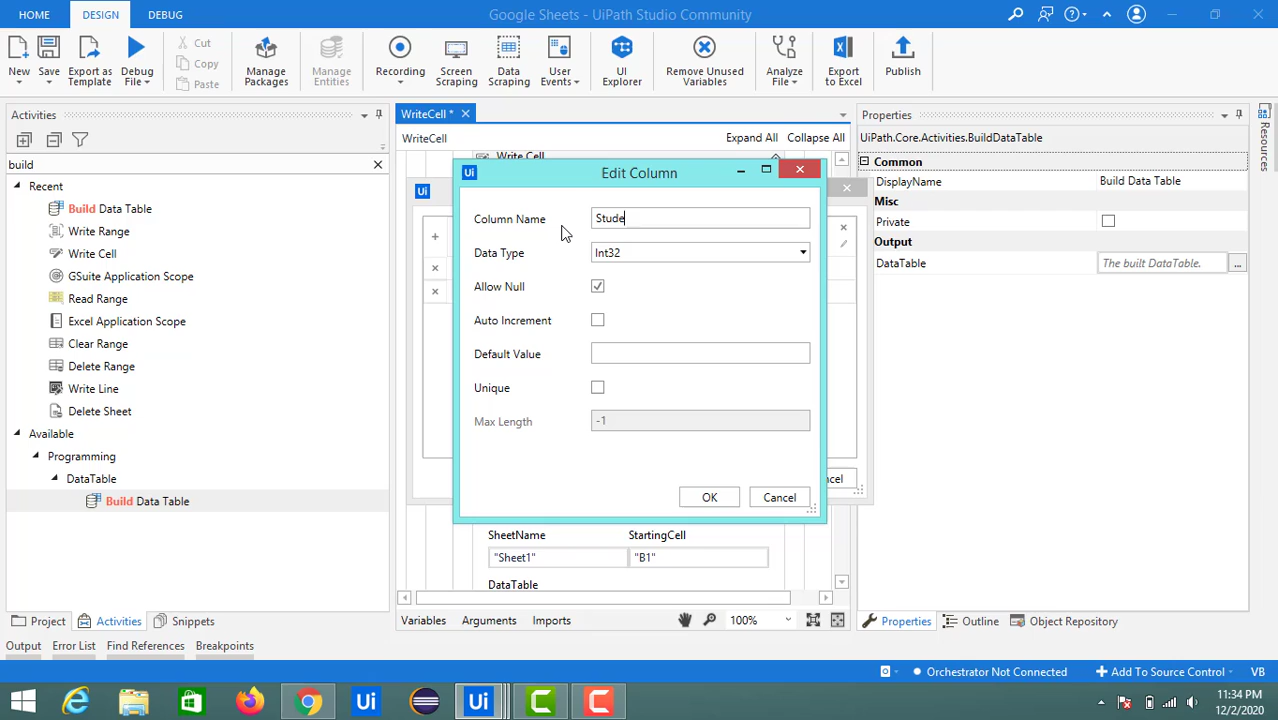 HOME
DESIGN
DEBUG
Google Sheets - UiPath Studio Community
New
Save
Export as Template
Debug File
Cut
Copy
Paste
Manage Packages
Manage Entities
Recording
Screen Scraping
Data Scraping
User Events
UI Explorer
Remove Unused Variables
Analyze File
Export to Excel
Publish
Activities
build
Recent
Build Data Table
Write Range
Write Cell
GSuite Application Scope
Read Range
Excel Application Scope
Clear Range
Delete Range
Write Line
Delete Sheet
Available
Programming
DataTable
Build Data Table
Project
Activities
Snippets
WriteCell *
WriteCell
Expand All
Collapse All
Write Cell
Ui
Ui
Edit Column
Column Name
Stude
Data Type
Int32
Allow Null
Auto Increment
Default Value
Unique
Max Length
-1
OK
Cancel
ncel
SheetName
StartingCell
"Sheet1"
"B1"
DataTable
Variables
Arguments
Imports
100%
Properties
UiPath.Core.Activities.BuildDataTable
Common
DisplayName
Build Data Table
Misc
Private
Output
DataTable
The built DataTable.
...
Resources
Properties
Outline
Object Repository
Output
Error List
Find References
Breakpoints
Orchestrator Not Connected
Add To Source Control
VB
Ui
Ui
11:34 PM
12/2/2020